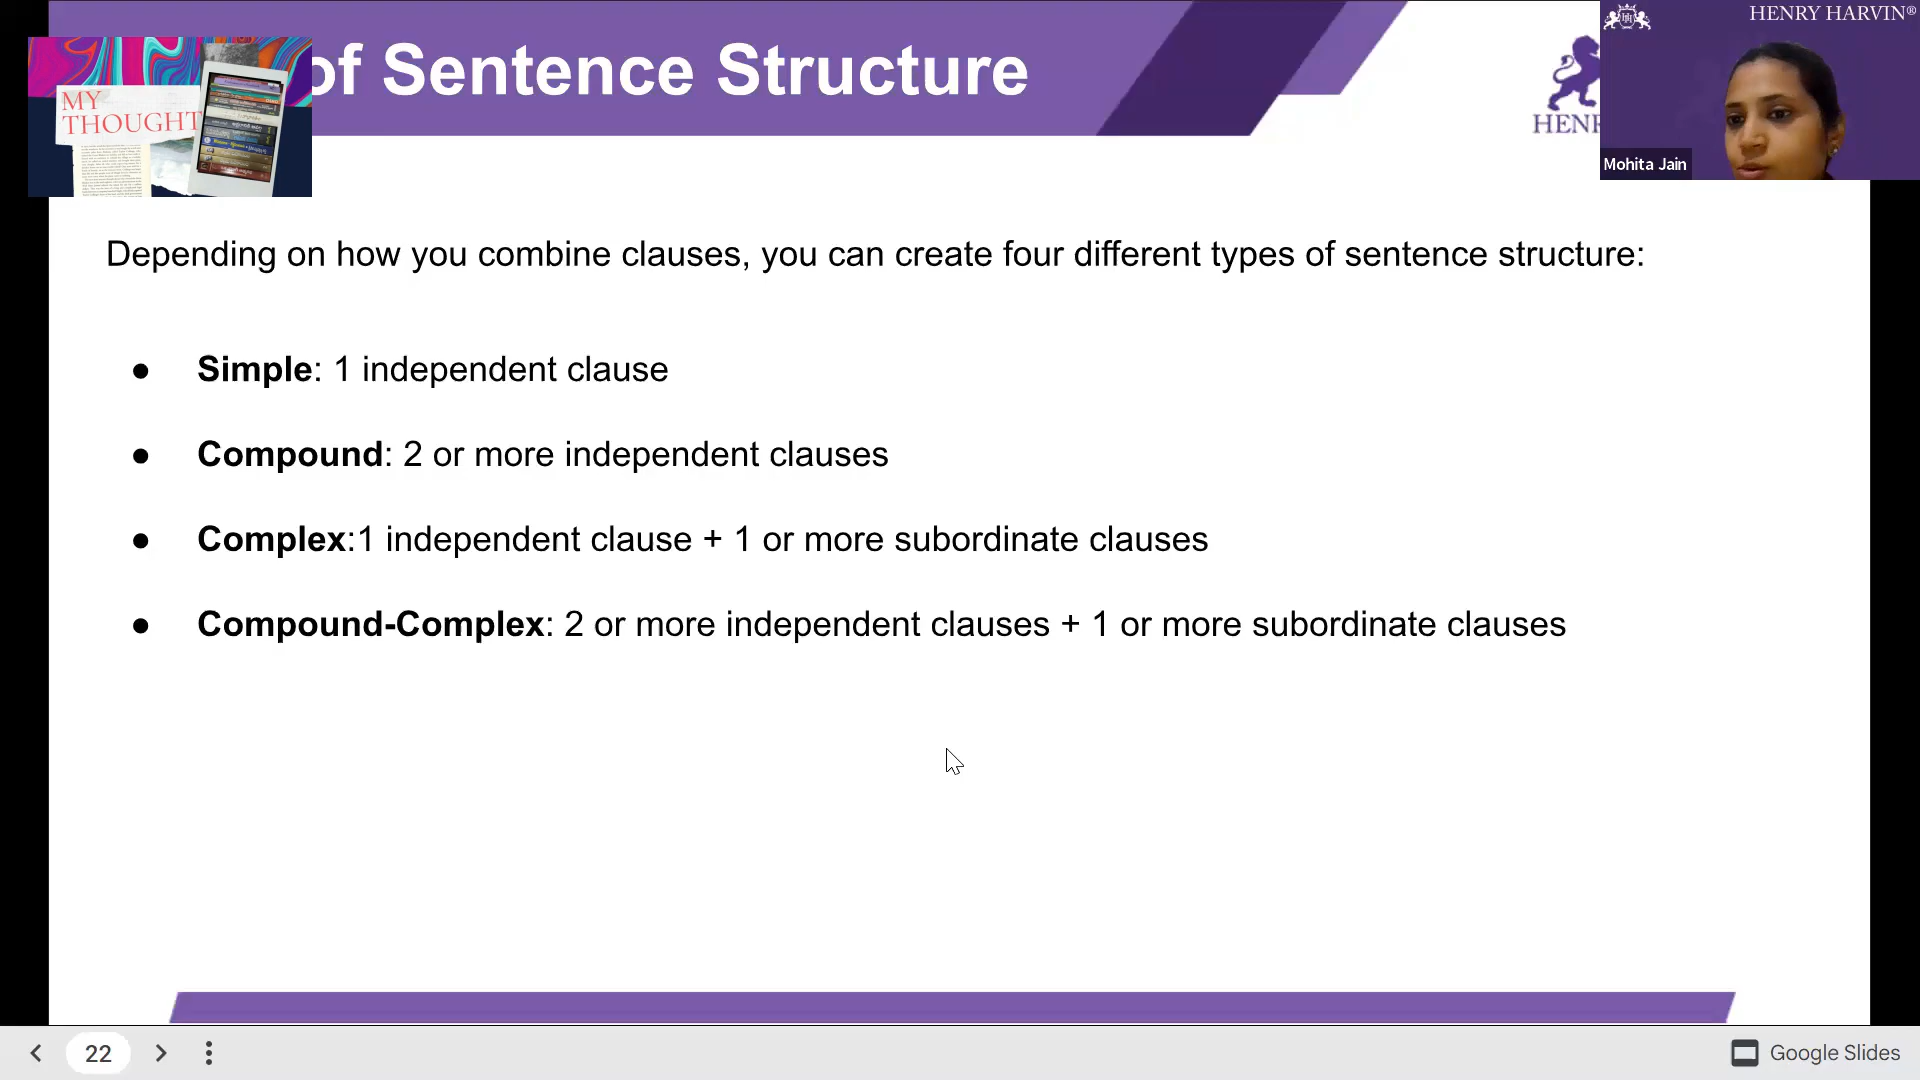 of Sentence Structure
MY
THOUGHT
HENRY HARVIN®
HENR
Mohita Jain
Depending on how you combine clauses, you can create four different types of sentence structure:
● Simple: 1 independent clause
● Compound: 2 or more independent clauses
● Complex:1 independent clause + 1 or more subordinate clauses
● Compound-Complex: 2 or more independent clauses + 1 or more subordinate clauses
22
Google Slides